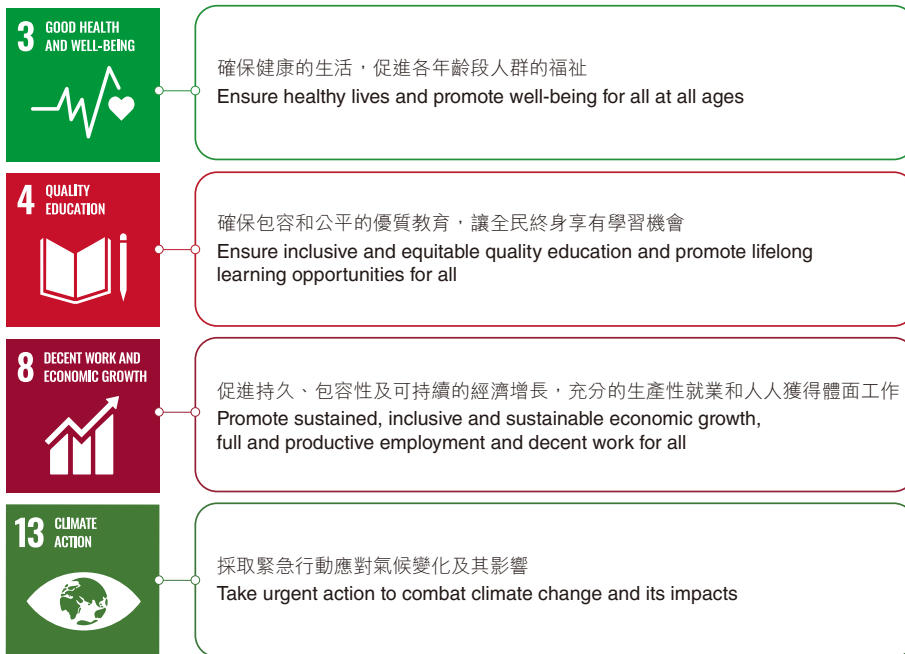 3 GOOD HEALTH
AND WELL-BEING
確保健康的生活，促進各年齡段人群的福祉
Ensure healthy lives and promote well-being for all at all ages
4 QUALITY
EDUCATION
確保包容和公平的優質教育，讓全民終身享有學習機會
Ensure inclusive and equitable quality education and promote lifelong
learning opportunities for all
8 DECENT WORK AND
ECONOMIC GROWTH
促進持久、包容性及可持續的經濟增長，充分的生產性就業和人人獲得體面工作
Promote sustained, inclusive and sustainable economic growth,
full and productive employment and decent work for all
13 CLIMATE
ACTION
採取緊急行動應對氣候變化及其影響
Take urgent action to combat climate change and its impacts